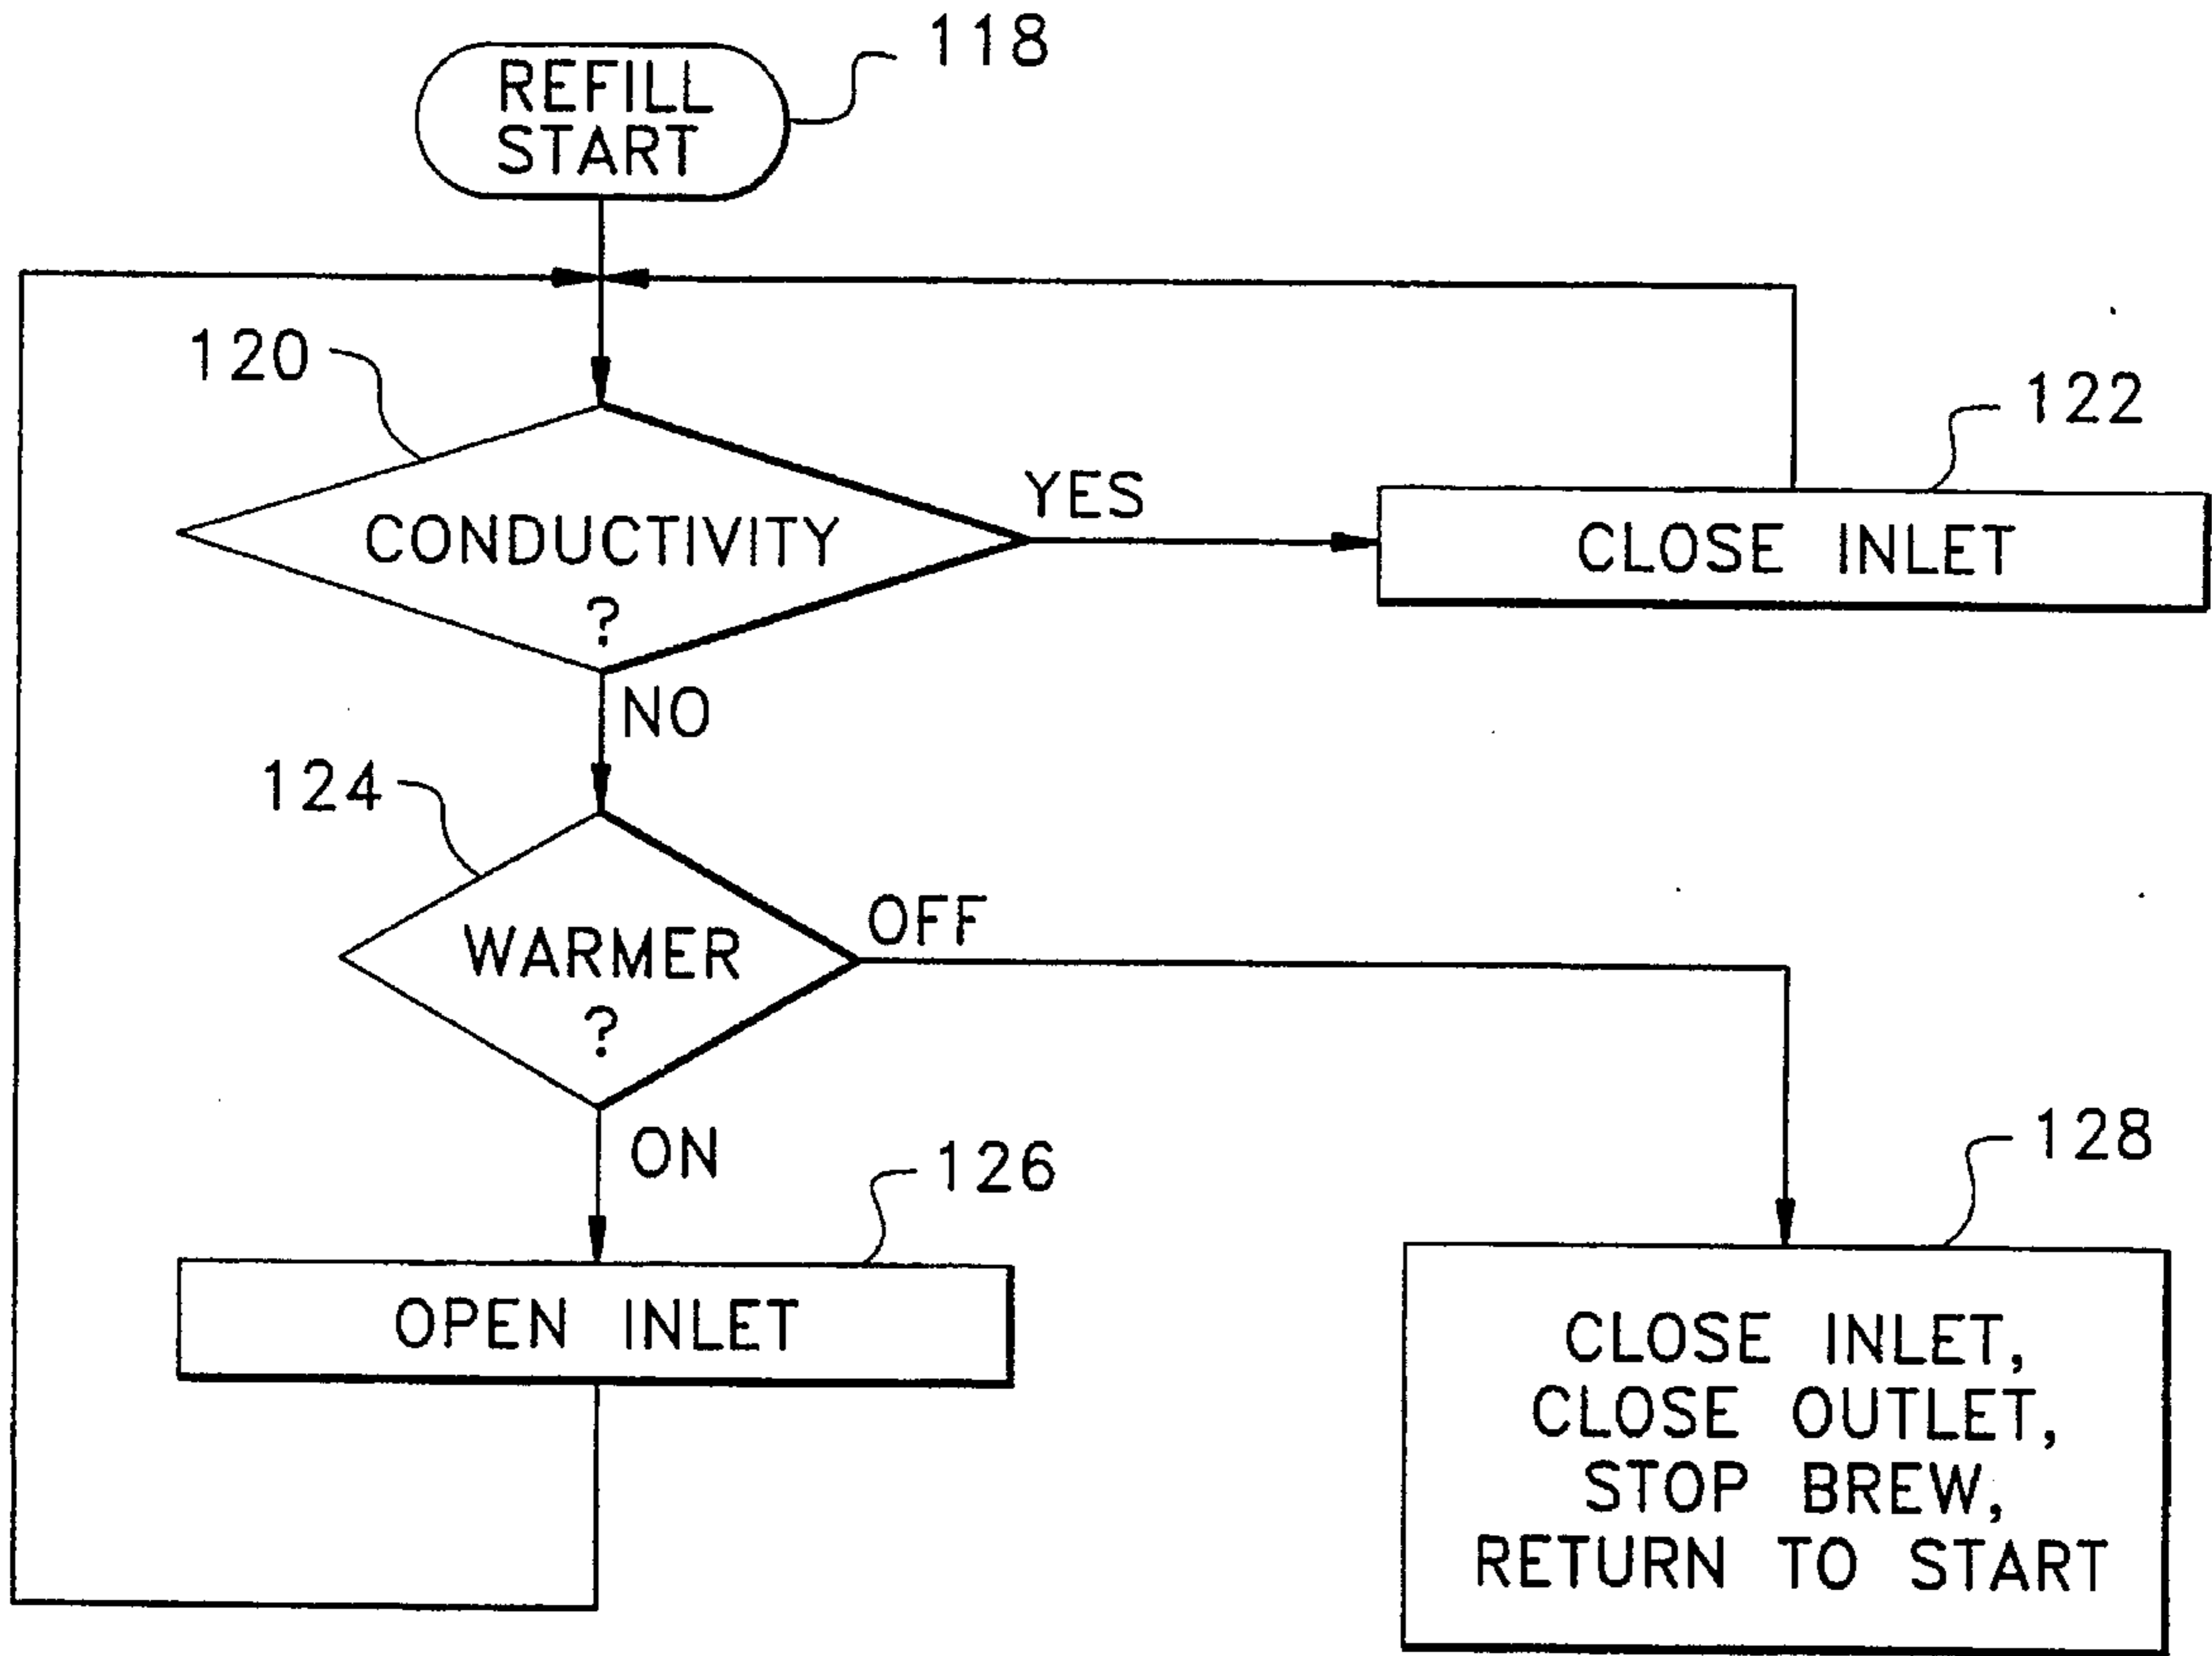 118
REFILL
START
120
122
CONDUCTIVITY
?
YES
CLOSE INLET
NO
124
WARMER
?
OFF
ON
126
128
OPEN INLET
CLOSE INLET,
CLOSE OUTLET,
STOP BREW,
RETURN TO START